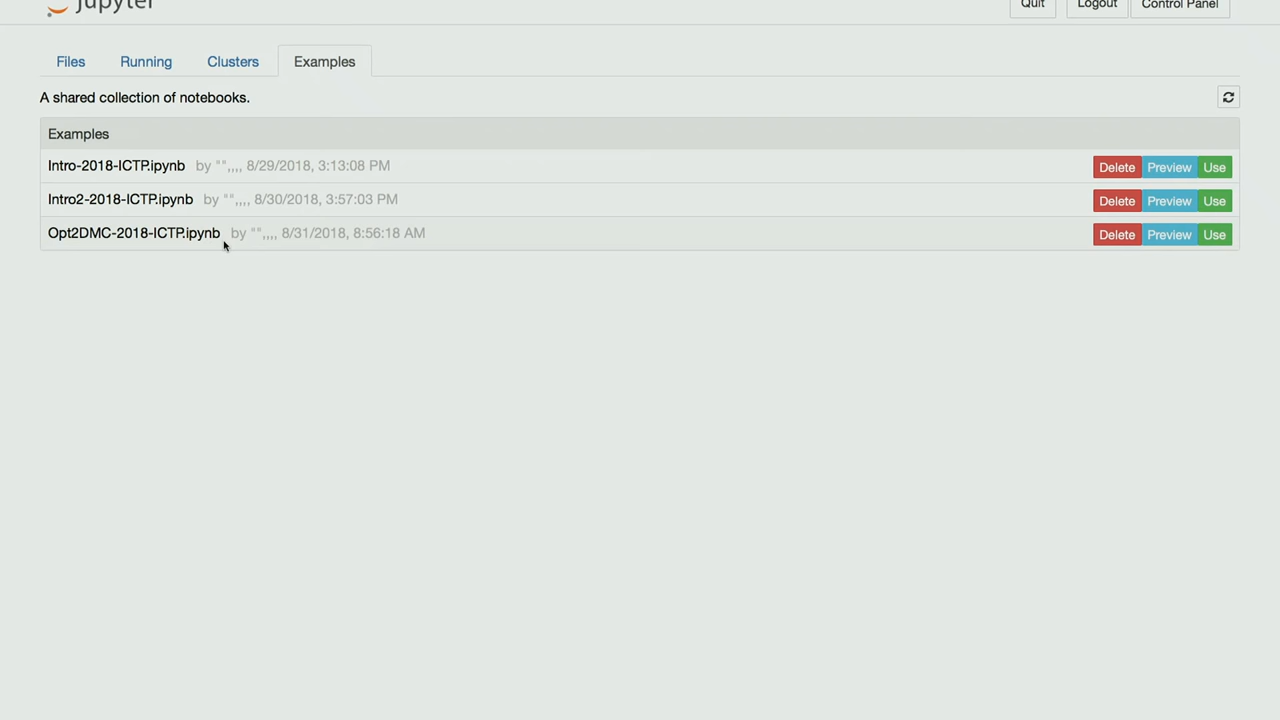 jupyter
Quit Logout Control Panel
Files Running Clusters Examples
A shared collection of notebooks.
Examples
Intro-2018-ICTP.ipynb by "",,,, 8/29/2018, 3:13:08 PM Delete Preview Use
Intro2-2018-ICTP.ipynb by "",,,, 8/30/2018, 3:57:03 PM Delete Preview Use
Opt2DMC-2018-ICTP.ipynb by "",,,, 8/31/2018, 8:56:18 AM Delete Preview Use